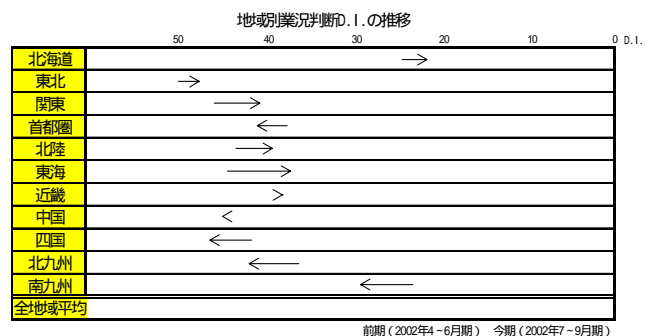 地域別業況判断D.I.の推移
50 40 30 20 10 0 D.I.
北海道
東北
関東
首都圏
北陸
東海
近畿
中国
四国
北九州
南九州
全地域平均
前期(2002年4~6月期) 今期(2002年7~9月期)